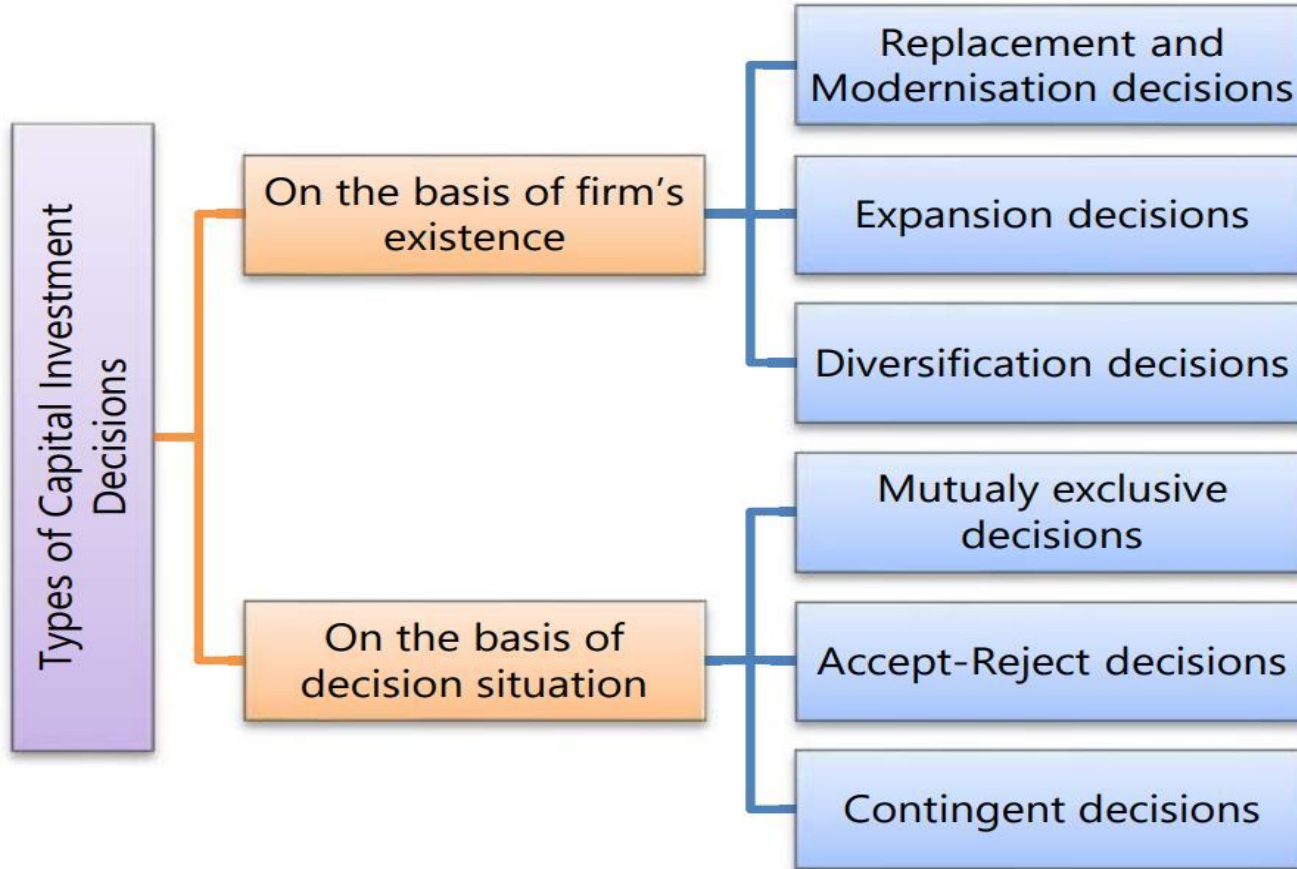 Types of Capital Investment
Decisions
On the basis of firm's
existence
Replacement and
Modernisation decisions
Expansion decisions
Diversification decisions
On the basis of
decision situation
Mutualy exclusive
decisions
Accept-Reject decisions
Contingent decisions